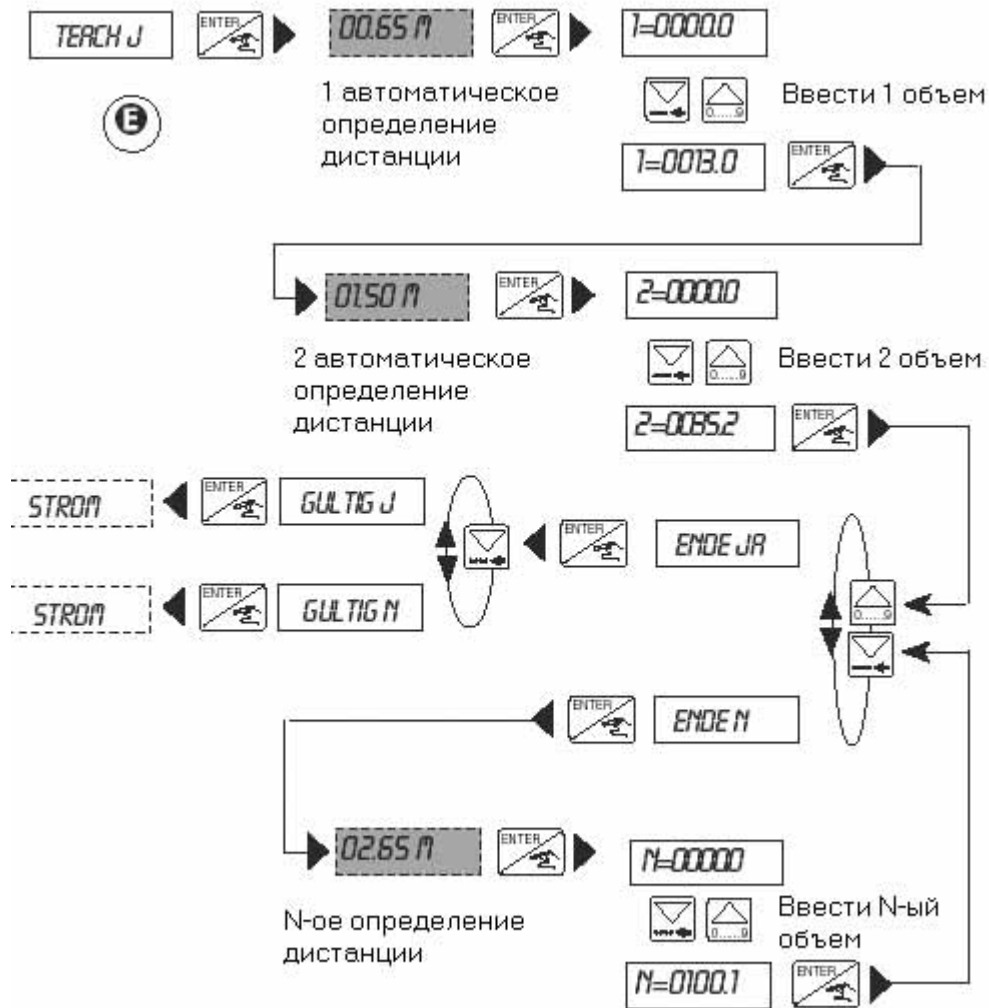 TEACH J
ENTER
00.65 M
ENTER
1=0000.0
E
1 автоматическое
определение
дистанции
0.....9
Ввести 1 объем
1=0013.0
ENTER
01.50 M
ENTER
2=0000.0
2 автоматическое
определение
дистанции
0.....9
Ввести 2 объем
2=0035.2
ENTER
STROM
ENTER
GULTIG J
ENTER
ENDE JA
STROM
ENTER
GULTIG N
0.....9
ENTER
ENDE N
02.65 M
ENTER
N=0000.0
N-ое определение
дистанции
0.....9
Ввести N-ый
объем
N=0100.1
ENTER